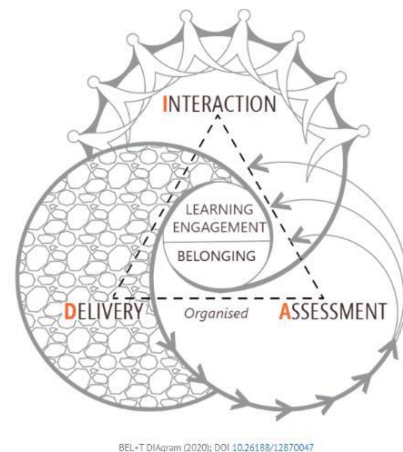 INTERACTION
LEARNING
ENGAGEMENT
BELONGING
DELIVERY
Organised
ASSESSMENT
BEL+T DIAgram (2020); DOI 10.26188/12870047